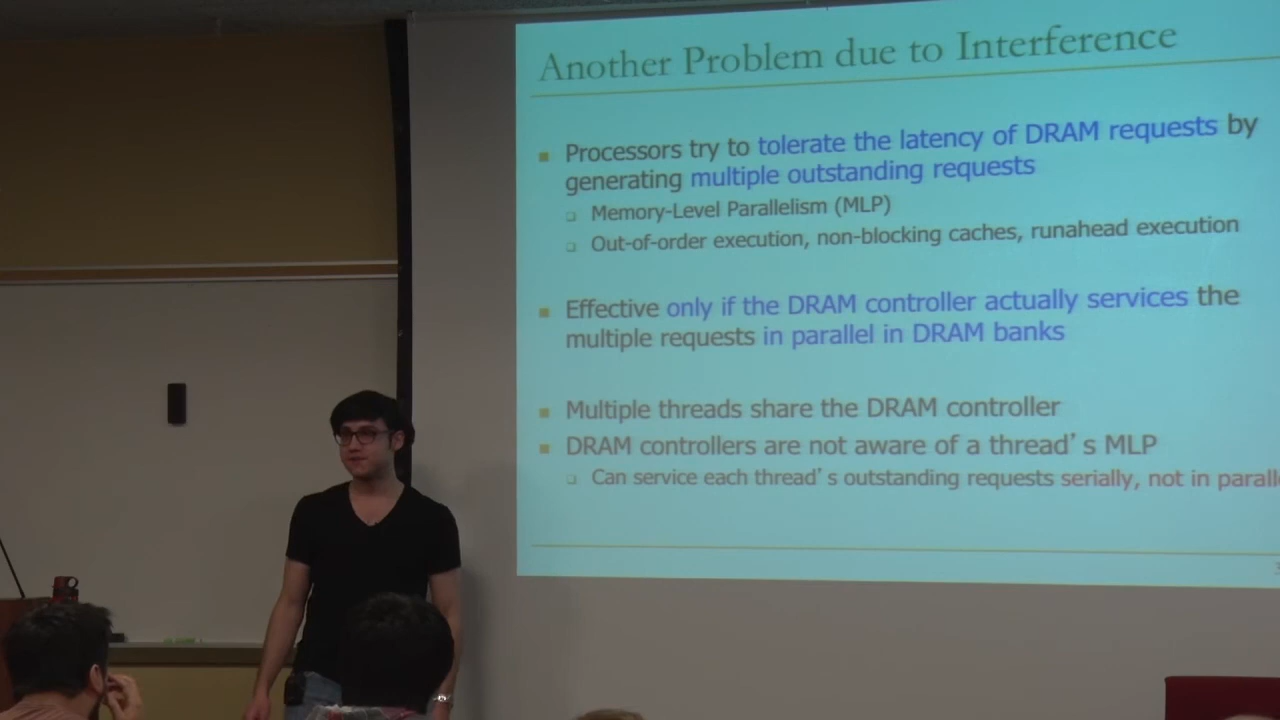 Another Problem due to Interference
Processors try to tolerate the latency of DRAM requests by
generating multiple outstanding requests
Memory-Level Parallelism (MLP)
Out-of-order execution, non-blocking caches, runahead execution
Effective only if the DRAM controller actually services the
multiple requests in parallel in DRAM banks
Multiple threads share the DRAM controller
DRAM controllers are not aware of a thread’s MLP
Can service each thread’s outstanding requests serially, not in